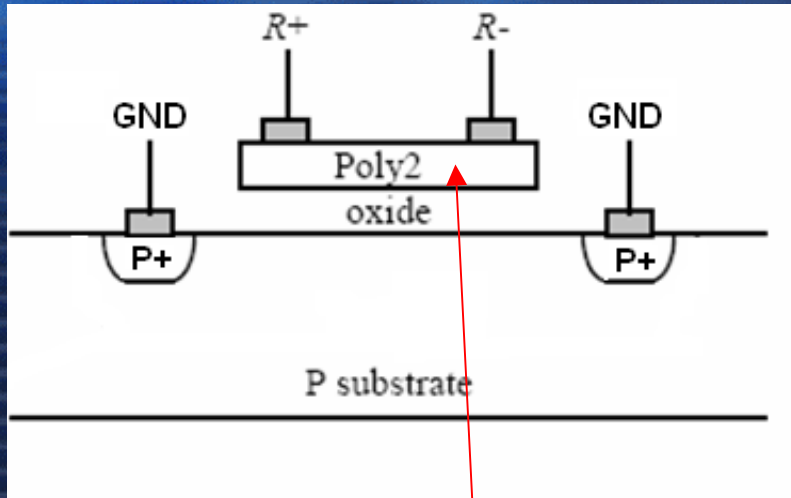 R+ R-
GND GND
Poly2
oxide
P+ P+
P substrate